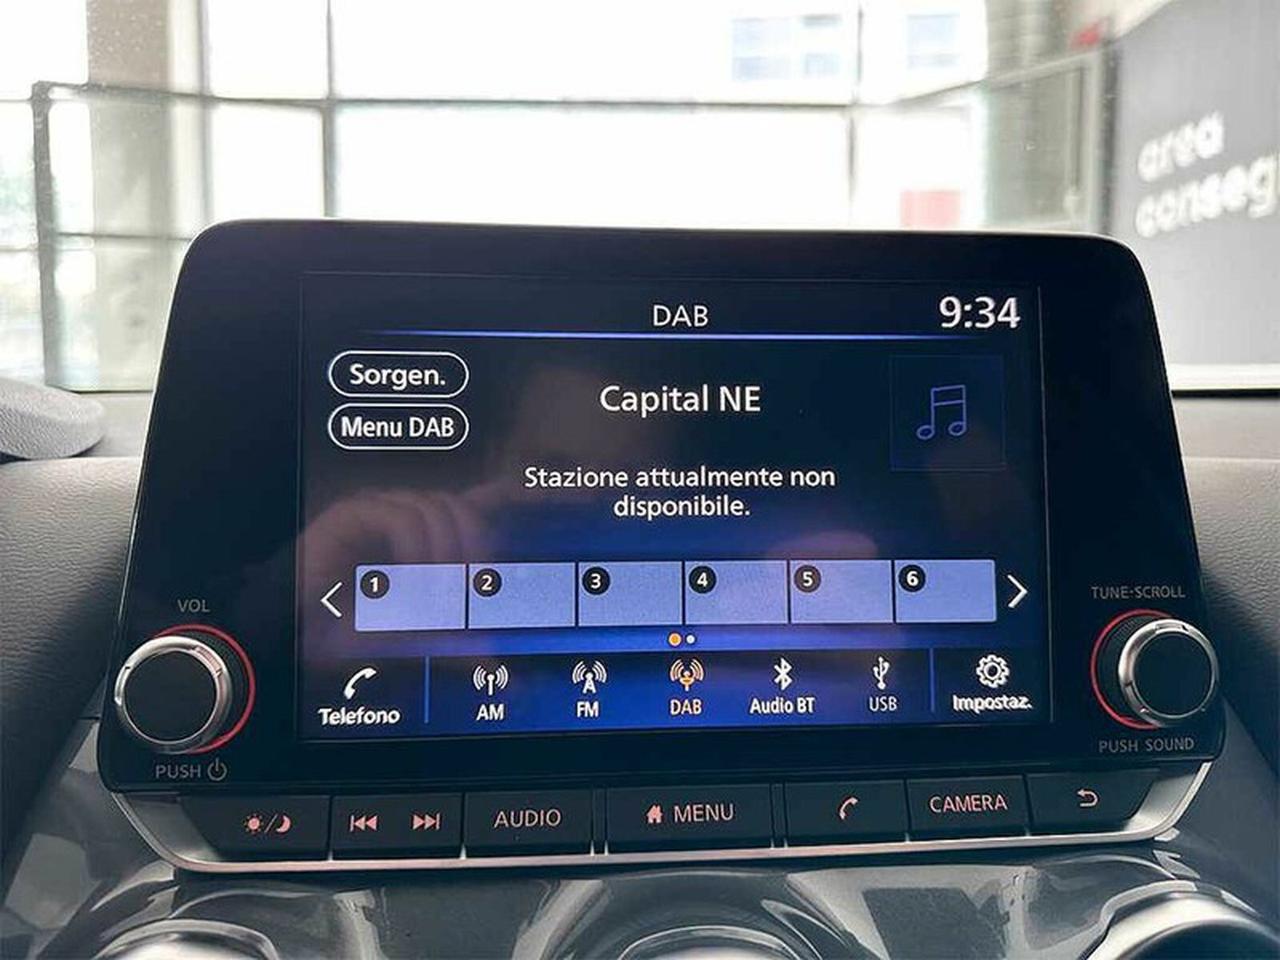 area
conseg
DAB
9:34
Sorgen.
Capital NE
Menu DAB
Stazione attualmente non
disponibile.
1 2 3 4 5 6
VOL
TUNE·SCROLL
Telefono
AM
FM
DAB
Audio BT
USB
Impostaz.
PUSH
PUSH SOUND
AUDIO
MENU
CAMERA